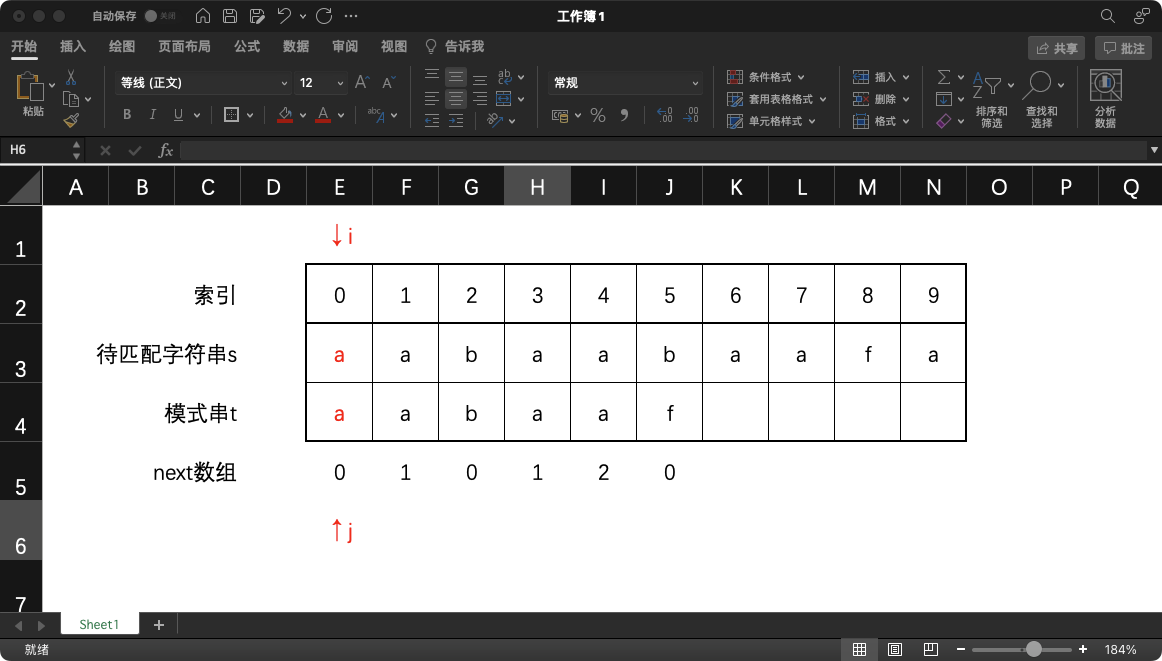 自动保存 关闭 工作簿1
开始 插入 绘图 页面布局 公式 数据 审阅 视图 告诉我 共享 批注
粘贴 等线 (正文) 12 常规 条件格式 套用表格格式 单元格样式 插入 删除 格式 排序和筛选 查找和选择 分析数据
H6 fx
A B C D E F G H I J K L M N O P Q
1 ↓i
2 索引 0 1 2 3 4 5 6 7 8 9
3 待匹配字符串s a a b a a b a a f a
4 模式串t a a b a a f
5 next数组 0 1 0 1 2 0
6 ↑j
7
Sheet1 +
就绪 184%